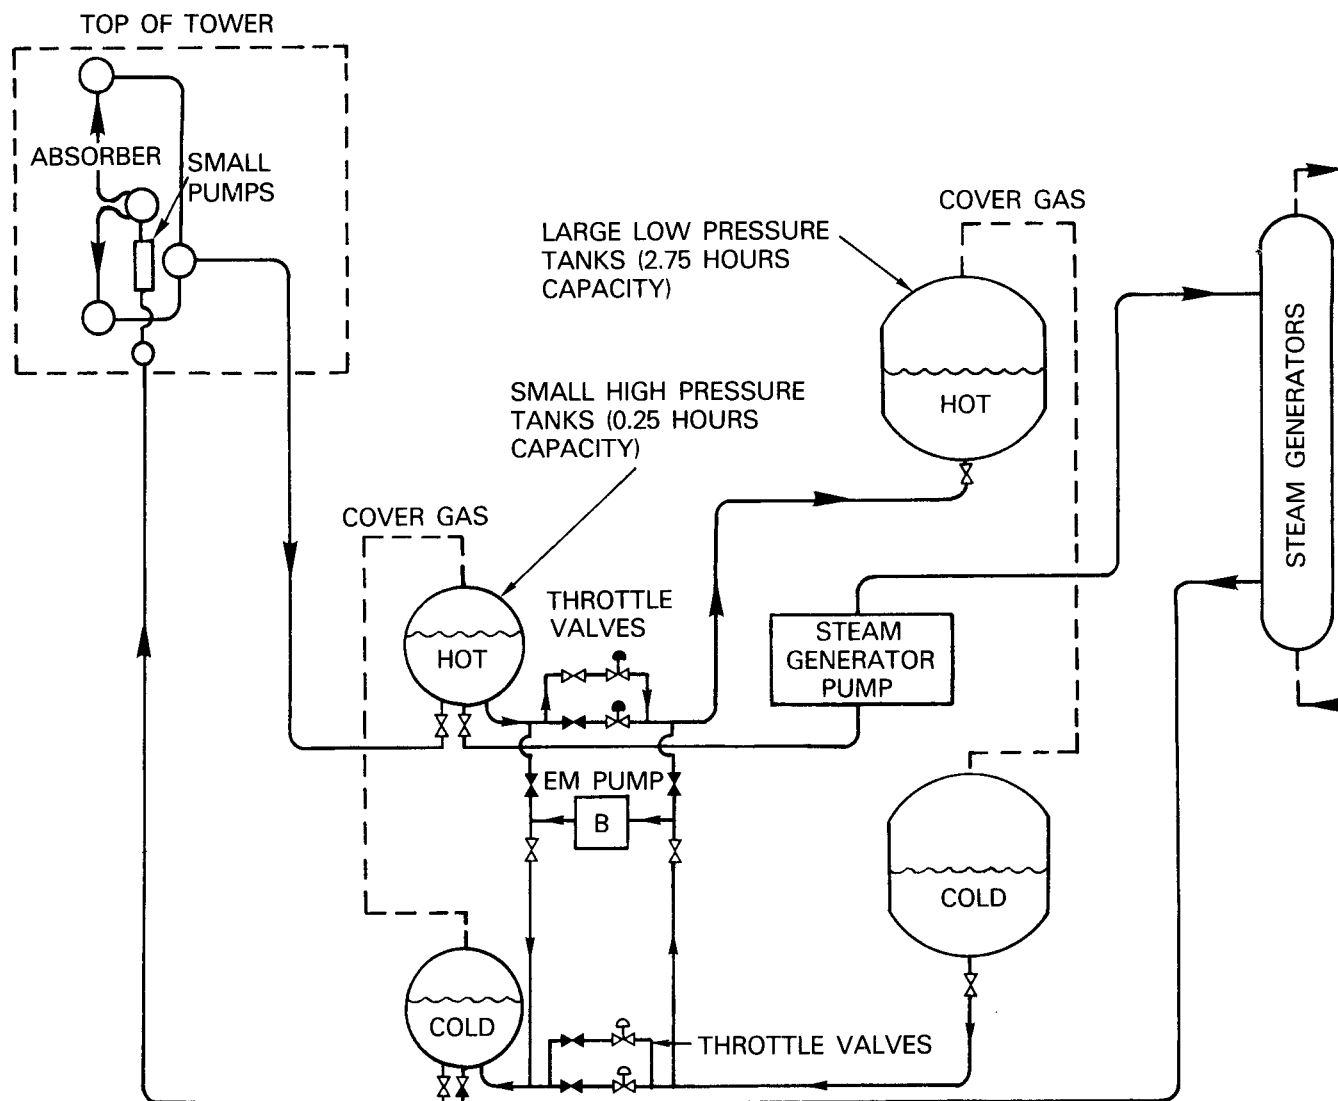 TOP OF TOWER
ABSORBER
SMALL
PUMPS
COVER GAS
LARGE LOW PRESSURE
TANKS (2.75 HOURS
CAPACITY)
HOT
STEAM GENERATORS
SMALL HIGH PRESSURE
TANKS (0.25 HOURS
CAPACITY)
COVER GAS
HOT
THROTTLE
VALVES
STEAM
GENERATOR
PUMP
EM PUMP
B
COLD
COLD
THROTTLE VALVES